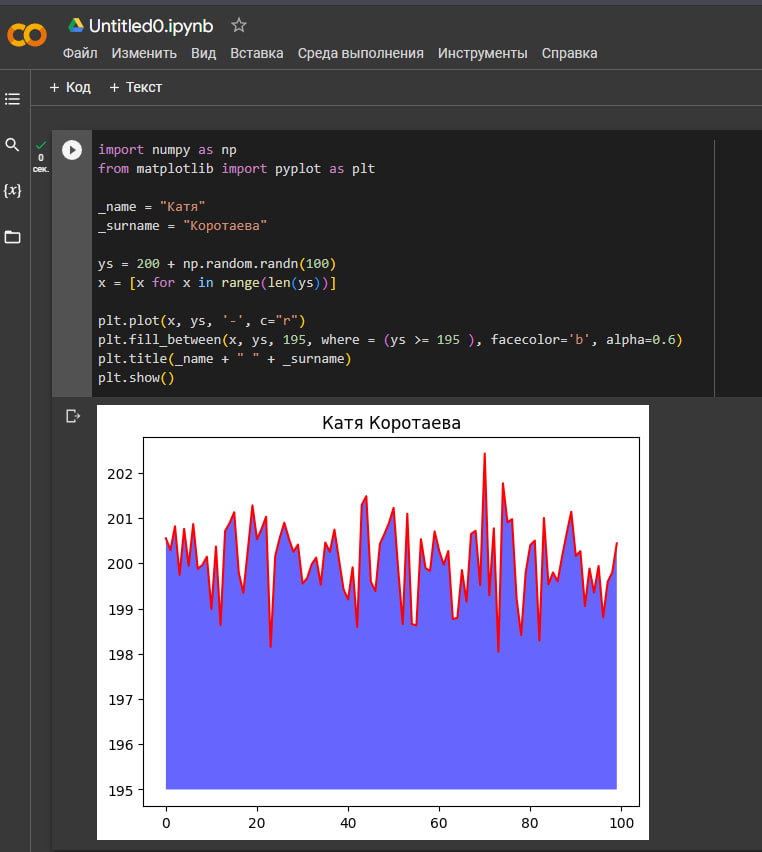 Untitled0.ipynb
Файл Изменить Вид Вставка Среда выполнения Инструменты Справка
+ Код + Текст
0
сек.
{x}
import numpy as np
from matplotlib import pyplot as plt
_name = "Катя"
_surname = "Коротаева"
ys = 200 + np.random.randn(100)
x = [x for x in range(len(ys))]
plt.plot(x, ys, '-', c="r")
plt.fill_between(x, ys, 195, where = (ys >= 195 ), facecolor='b', alpha=0.6)
plt.title(_name + " " + _surname)
plt.show()
Катя Коротаева
202
201
200
199
198
197
196
195
0 20 40 60 80 100